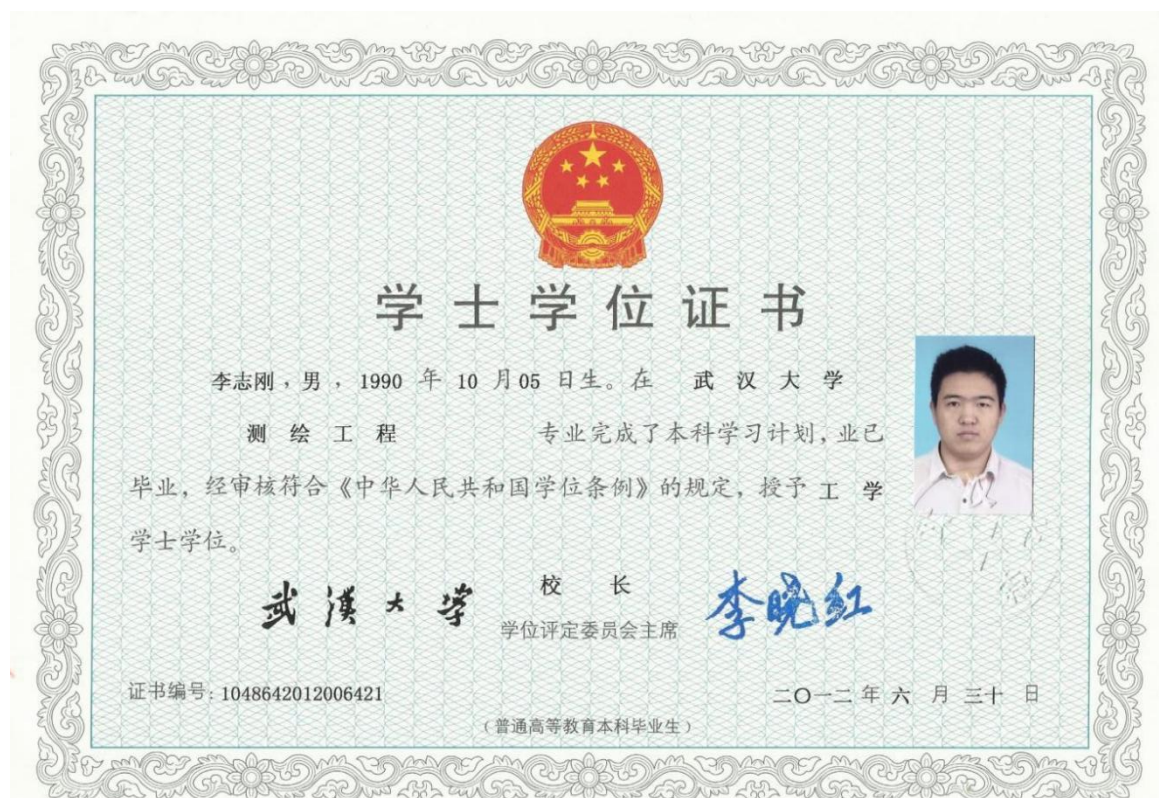 学士学位证书
李志刚，男，1990 年 10 月 05 日生。在 武汉大学
测绘工程 专业完成了本科学习计划，业已
毕业，经审核符合《中华人民共和国学位条例》的规定，授予 工学
学士学位。
武漢大学 校长 李晓红
学位评定委员会主席
证书编号：1048642012006421 二〇一二年六月三十日
（普通高等教育本科毕业生）